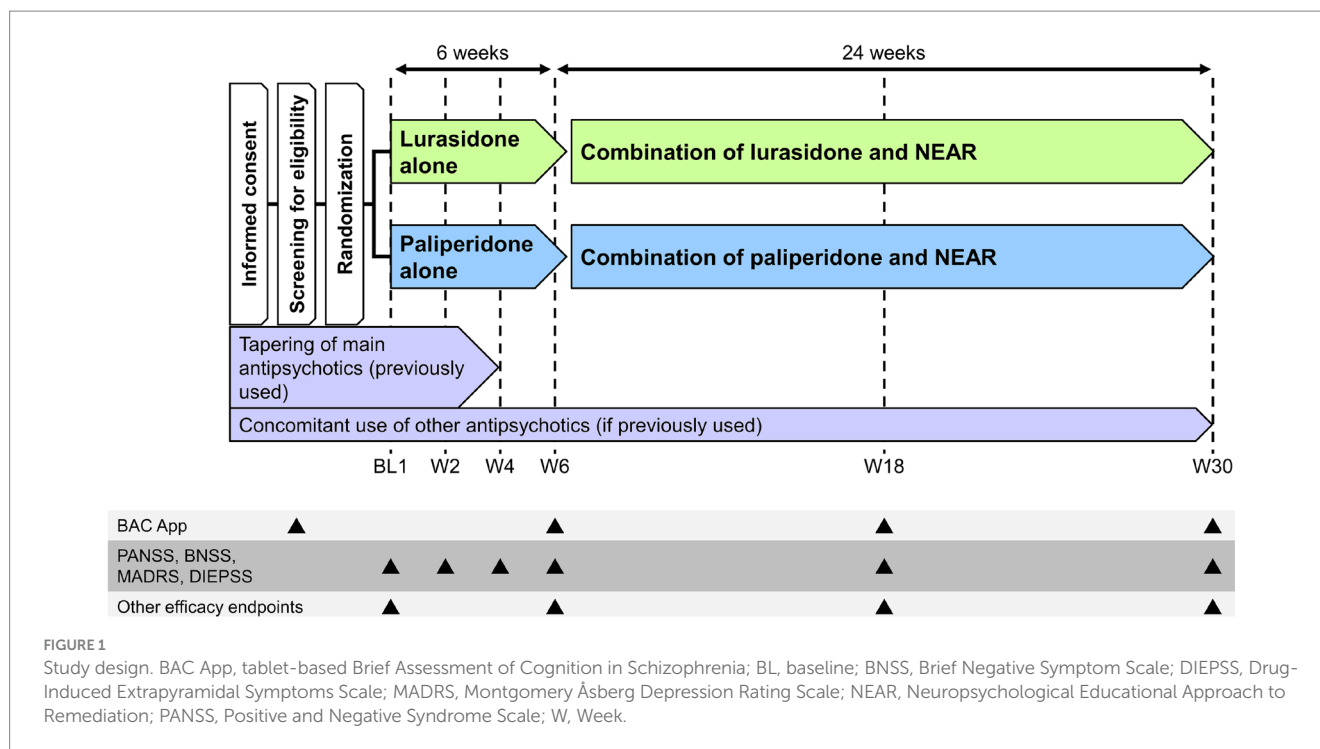 6 weeks
24 weeks
Informed consent
Screening for eligibility
Randomization
Lurasidone
alone
Combination of lurasidone and NEAR
Paliperidone
alone
Combination of paliperidone and NEAR
Tapering of main
antipsychotics (previously
used)
Concomitant use of other antipsychotics (if previously used)
BL1 W2 W4 W6 W18 W30
BAC App
PANSS, BNSS,
MADRS, DIEPSS
Other efficacy endpoints
FIGURE 1
Study design. BAC App, tablet-based Brief Assessment of Cognition in Schizophrenia; BL, baseline; BNSS, Brief Negative Symptom Scale; DIEPSS, Drug-
Induced Extrapyramidal Symptoms Scale; MADRS, Montgomery Åsberg Depression Rating Scale; NEAR, Neuropsychological Educational Approach to
Remediation; PANSS, Positive and Negative Syndrome Scale; W, Week.